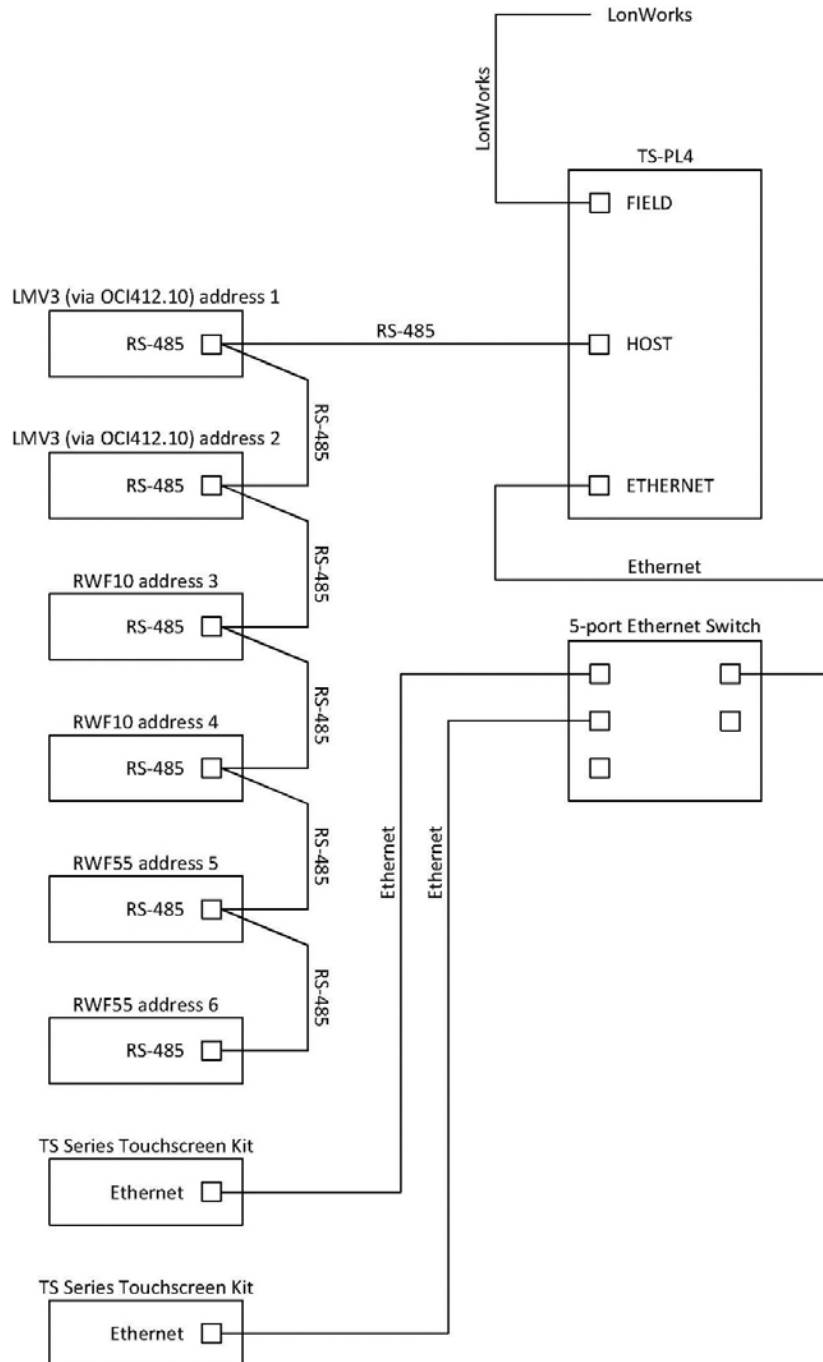 LonWorks
LonWorks
TS-PL4
FIELD
LMV3 (via OCI412.10) address 1
RS-485
RS-485
HOST
RS-485
LMV3 (via OCI412.10) address 2
RS-485
ETHERNET
RS-485
Ethernet
RWF10 address 3
RS-485
5-port Ethernet Switch
RS-485
RWF10 address 4
RS-485
RS-485
Ethernet
Ethernet
RWF55 address 5
RS-485
RS-485
RWF55 address 6
RS-485
TS Series Touchscreen Kit
Ethernet
TS Series Touchscreen Kit
Ethernet